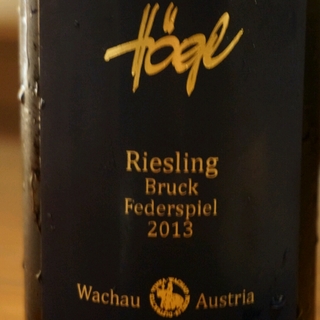 Högl
Riesling
Bruck
Federspiel
2013
Wachau Austria